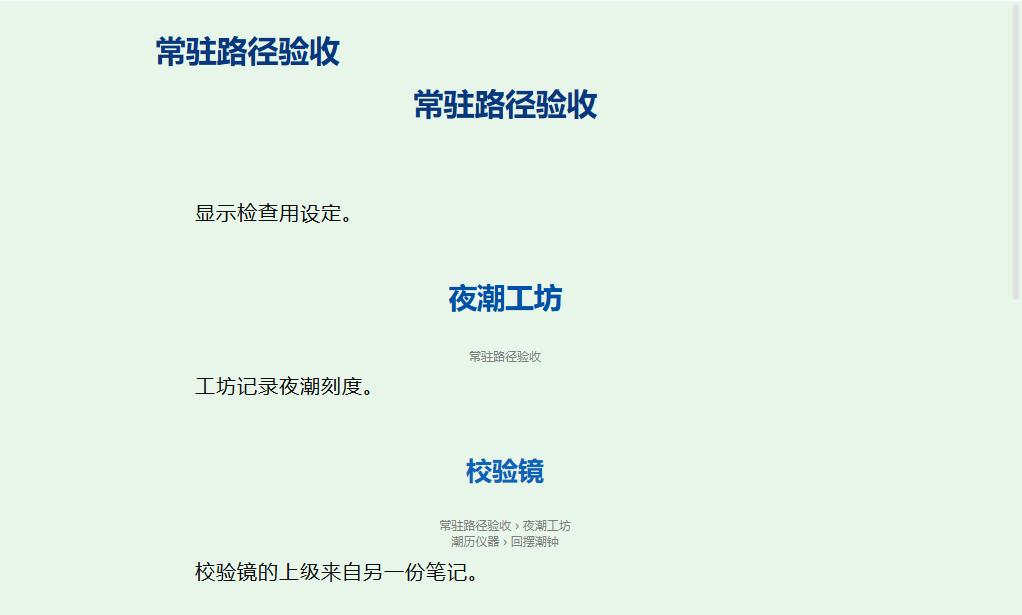 常驻路径验收
常驻路径验收
显示检查用设定。
夜潮工坊
常驻路径验收
工坊记录夜潮刻度。
校验镜
常驻路径验收 › 夜潮工坊
潮历仪器 › 回摆潮钟
校验镜的上级来自另一份笔记。